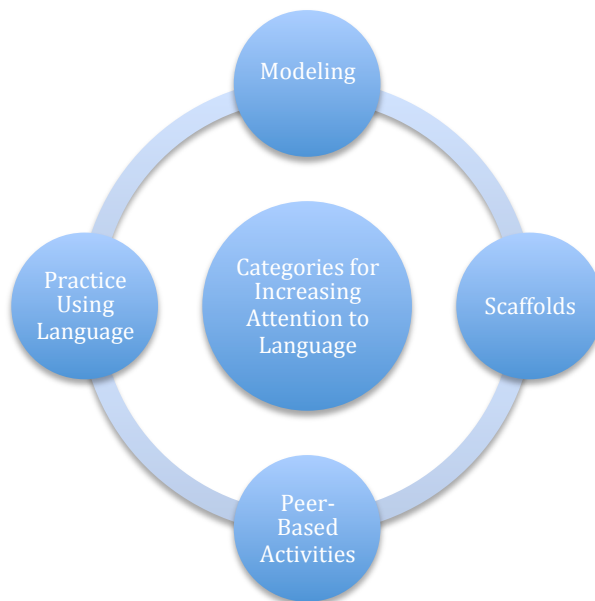 Modeling
Categories for
Increasing
Attention to
Language
Practice
Using
Language
Scaffolds
Peer-
Based
Activities